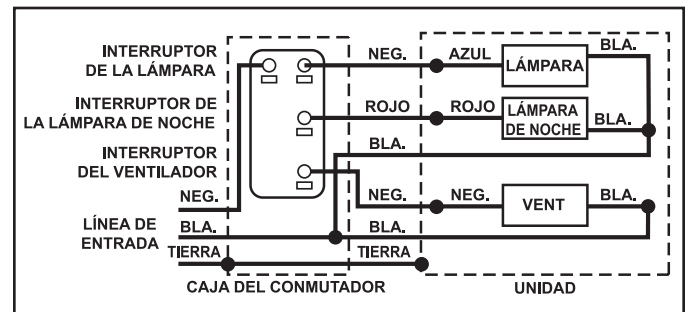 INTERRUPTOR
DE LA LÁMPARA
INTERRUPTOR DE
LA LÁMPARA DE NOCHE
INTERRUPTOR
DEL VENTILADOR
NEG.
LÍNEA DE
ENTRADA
BLA.
TIERRA
CAJA DEL CONMUTADOR
NEG.
AZUL
LÁMPARA
BLA.
ROJO
ROJO
LÁMPARA
DE NOCHE
BLA.
BLA.
NEG.
NEG.
VENT
BLA.
BLA.
TIERRA
UNIDAD